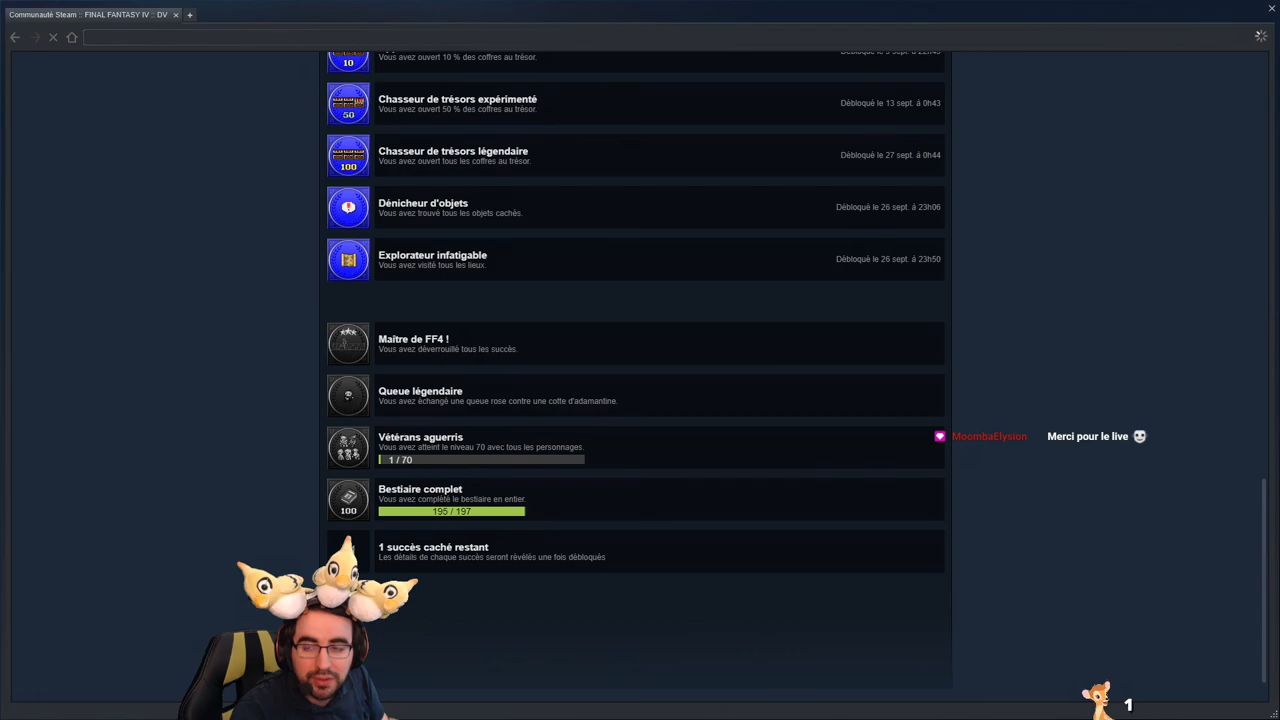 Communauté Steam :: FINAL FANTASY IV :: DV
10
Vous avez ouvert 10 % des coffres au trésor.
50
Chasseur de trésors expérimenté
Vous avez ouvert 50 % des coffres au trésor.
Débloqué le 13 sept. à 0h43
100
Chasseur de trésors légendaire
Vous avez ouvert tous les coffres au trésor.
Débloqué le 27 sept. à 0h44
Dénicheur d'objets
Vous avez trouvé tous les objets cachés.
Débloqué le 26 sept. à 23h06
Explorateur infatigable
Vous avez visité tous les lieux.
Débloqué le 26 sept. à 23h50
Maître de FF4 !
Vous avez déverrouillé tous les succès.
Queue légendaire
Vous avez échangé une queue rose contre une cotte d'adamantine.
Vétérans aguerris
Vous avez atteint le niveau 70 avec tous les personnages.
1 / 70
MoombaElysion Merci pour le live
100
Bestiaire complet
Vous avez complété le bestiaire en entier.
195 / 197
1 succès caché restant
Les détails de chaque succès seront révélés une fois débloqués
1